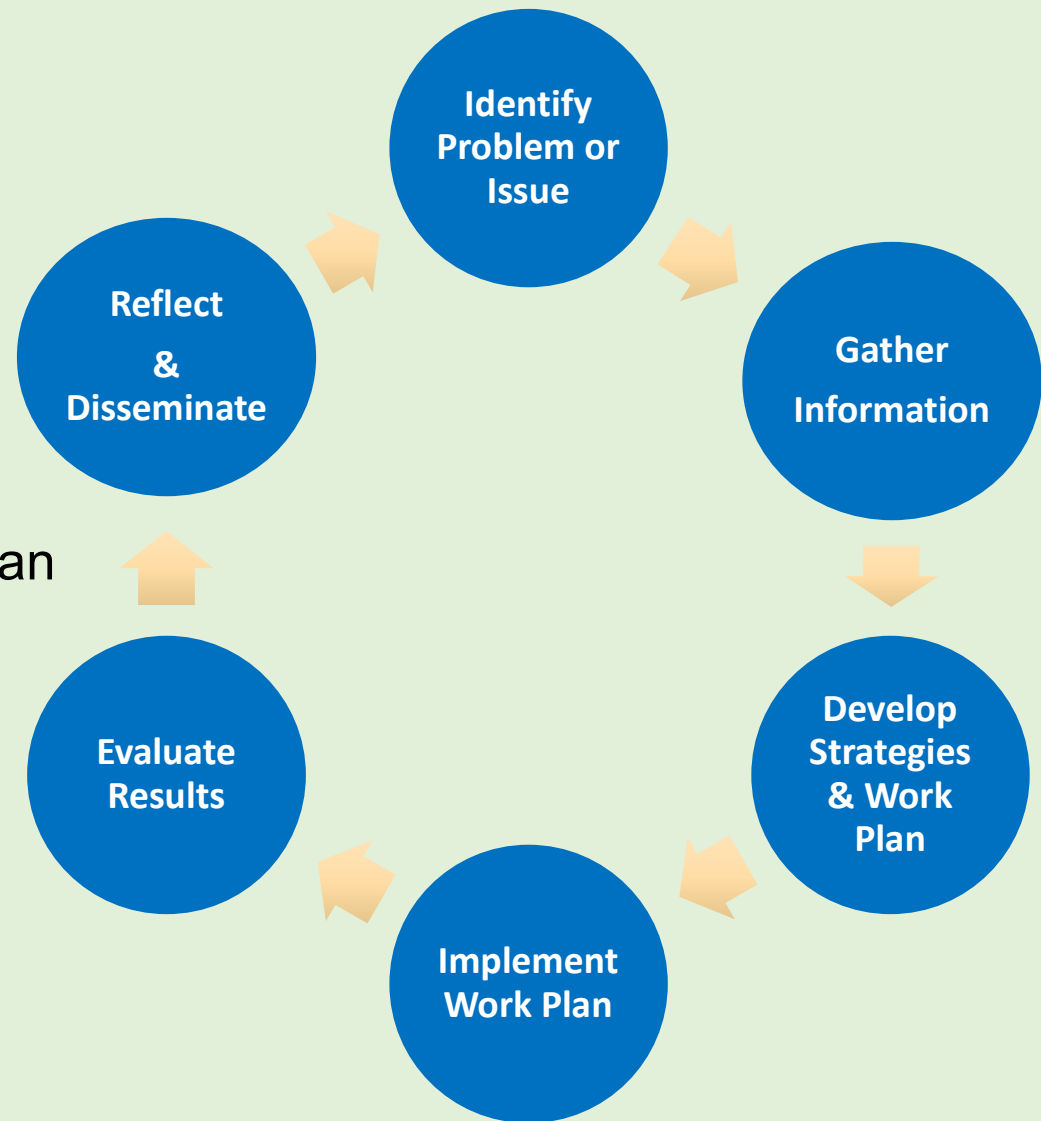 Identify
Problem or
Issue
Gather
Information
Develop
Strategies
& Work
Plan
Implement
Work Plan
Evaluate
Results
Reflect
&
Disseminate
an